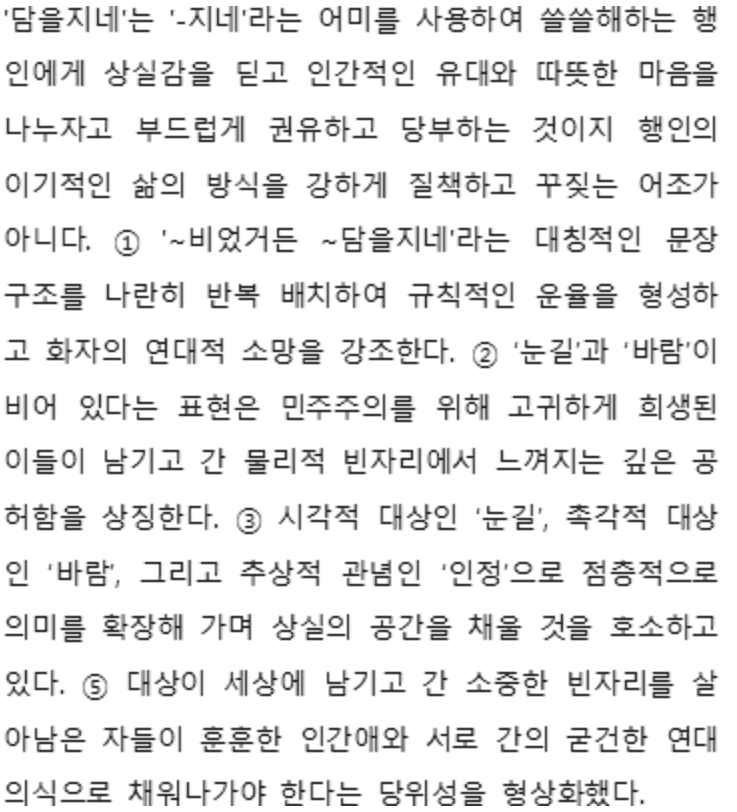 '담을지네'는 '-지네'라는 어미를 사용하여 쓸쓸해하는 행
인에게 상실감을 딛고 인간적인 유대와 따뜻한 마음을
나누자고 부드럽게 권유하고 당부하는 것이지 행인의
이기적인 삶의 방식을 강하게 질책하고 꾸짖는 어조가
아니다. ① '~비었거든 ~담을지네'라는 대칭적인 문장
구조를 나란히 반복 배치하여 규칙적인 운율을 형성하
고 화자의 연대적 소망을 강조한다. ② '눈길'과 '바람'이
비어 있다는 표현은 민주주의를 위해 고귀하게 희생된
이들이 남기고 간 물리적 빈자리에서 느껴지는 깊은 공
허함을 상징한다. ③ 시각적 대상인 '눈길', 촉각적 대상
인 '바람', 그리고 추상적 관념인 '인정'으로 점층적으로
의미를 확장해 가며 상실의 공간을 채울 것을 호소하고
있다. ⑤ 대상이 세상에 남기고 간 소중한 빈자리를 살
아남은 자들이 훈훈한 인간애와 서로 간의 굳건한 연대
의식으로 채워나가야 한다는 당위성을 형상화했다.